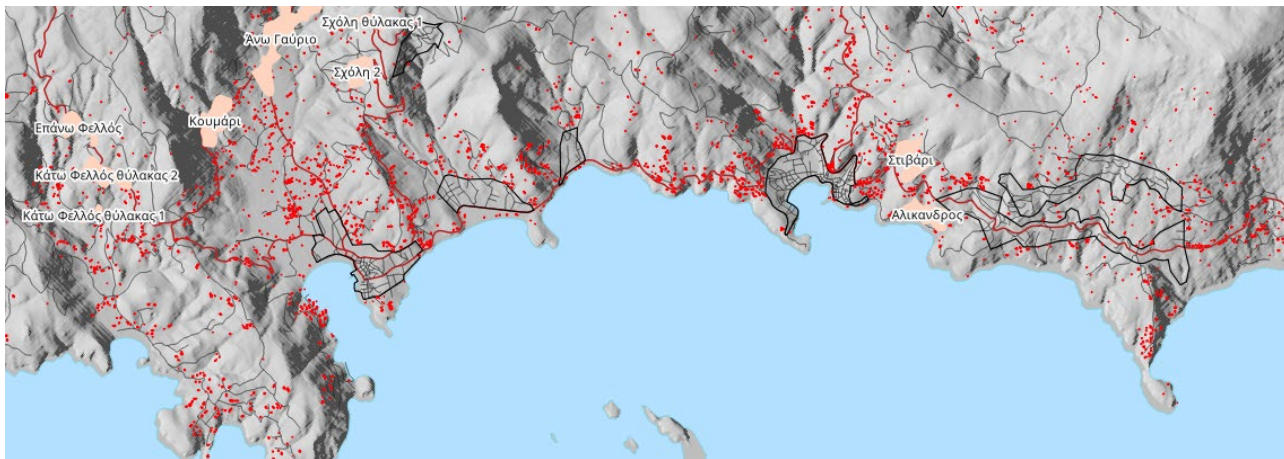 Σχόλη θύλακας 1
Άνω Γαύριο
Σχόλη 2
Κουμάρι
Επάνω Φελλός
Κάτω Φελλός θύλακας 2
Κάτω Φελλός θύλακας 1
Στιβάρι
Αλικανδρος